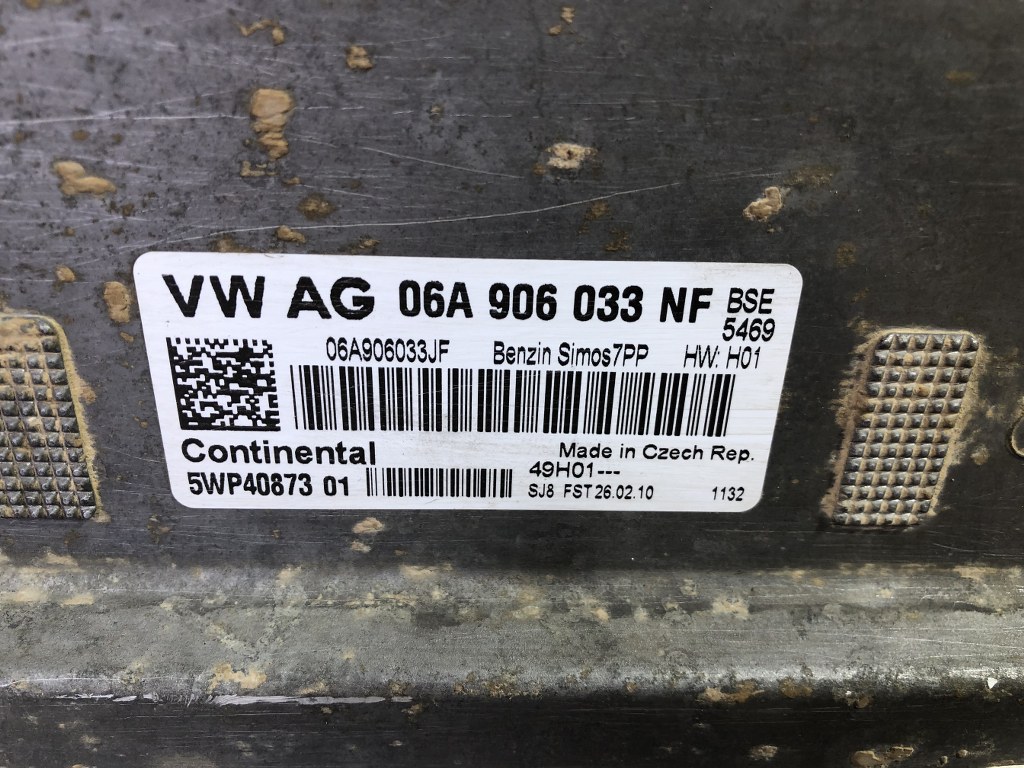 VW AG 06A 906 033 NF BSE
5469
06A906033JF Benzin Simos7PP HW: H01
Continental Made in Czech Rep.
49H01---
5WP40873 01 SJ8 FST 26.02.10 1132